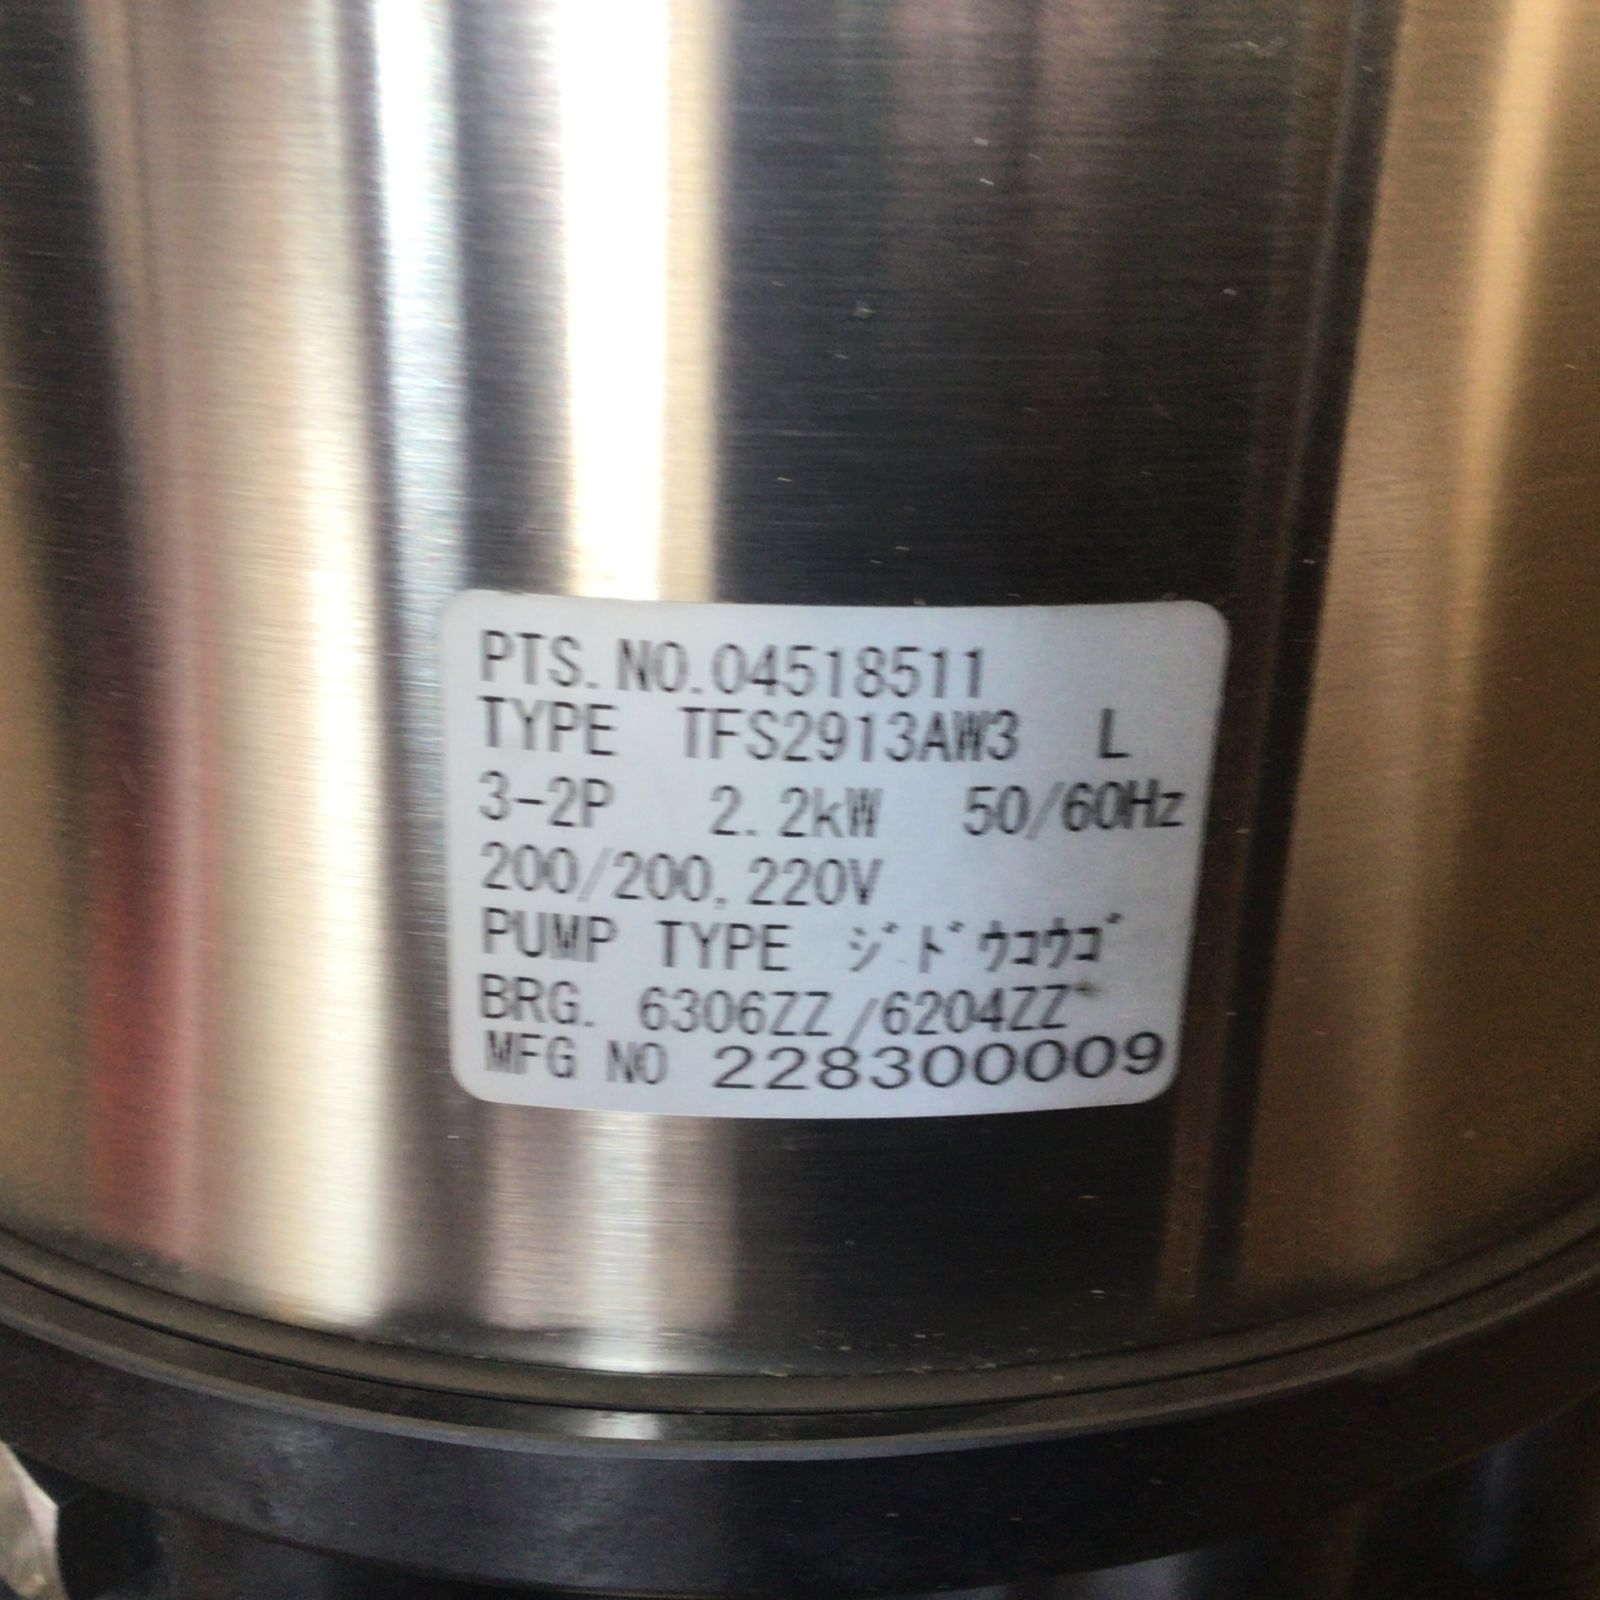 PTS. NO. 04518511
TYPE TFS2913AW3 L
3-2P 2.2kW 50/60Hz
200/200, 220V
PUMP TYPE ジドウコウゴ
BRG. 6306ZZ/6204ZZ
MFG NO 228300009